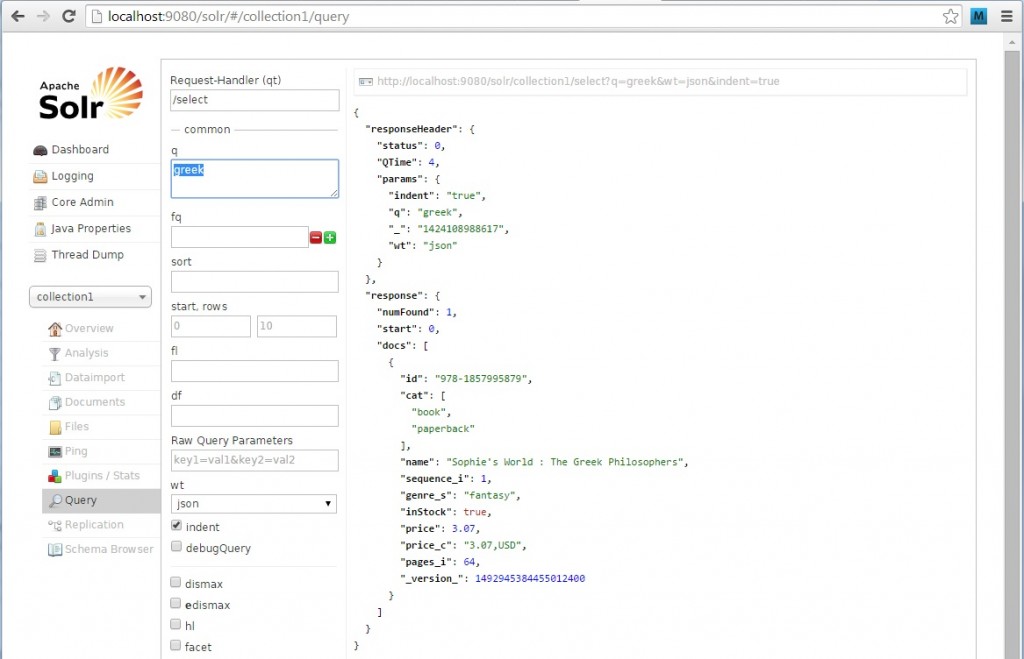 localhost:9080/solr/#/collection1/query
M
Apache
Solr
Dashboard
Logging
Core Admin
Java Properties
Thread Dump
collection1
Overview
Analysis
Dataimport
Documents
Files
Ping
Plugins / Stats
Query
Replication
Schema Browser
Request-Handler (qt)
/select
common
q
greek
fq
sort
start, rows
0 10
fl
df
Raw Query Parameters
key1=val1&key2=val2
wt
json
indent
debugQuery
dismax
edismax
hl
facet
http://localhost:9080/solr/collection1/select?q=greek&wt=json&indent=true
{
"responseHeader": {
"status": 0,
"QTime": 4,
"params": {
"indent": "true",
"q": "greek",
"_": "1424108988617",
"wt": "json"
}
},
"response": {
"numFound": 1,
"start": 0,
"docs": [
{
"id": "978-1857995879",
"cat": [
"book",
"paperback"
],
"name": "Sophie's World : The Greek Philosophers",
"sequence_i": 1,
"genre_s": "fantasy",
"inStock": true,
"price": 3.07,
"price_c": "3.07,USD",
"pages_i": 64,
"_version_": 1492945384455012400
}
]
}
}